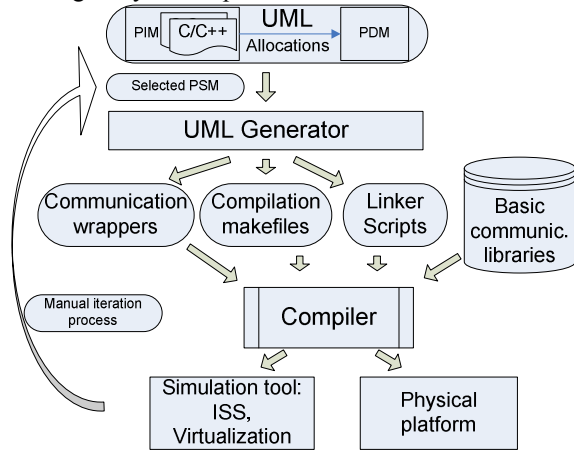 UML
PIM
C/C++
Allocations
PDM
Selected PSM
UML Generator
Communication
wrappers
Compilation
makefiles
Linker
Scripts
Basic
communic.
libraries
Manual iteration
process
Compiler
Simulation tool:
ISS,
Virtualization
Physical
platform